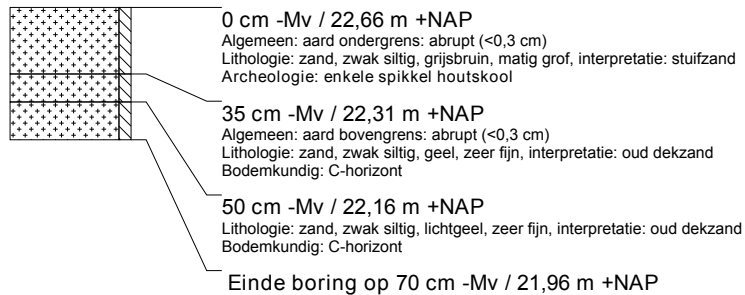 0 cm -Mv / 22,66 m +NAP
Algemeen: aard ondergrens: abrupt (<0,3 cm)
Lithologie: zand, zwak siltig, grijsbruin, matig grof, interpretatie: stuifzand
Archeologie: enkele spikkel houtskool
35 cm -Mv / 22,31 m +NAP
Algemeen: aard bovengrens: abrupt (<0,3 cm)
Lithologie: zand, zwak siltig, geel, zeer fijn, interpretatie: oud dekzand
Bodemkundig: C-horizont
50 cm -Mv / 22,16 m +NAP
Lithologie: zand, zwak siltig, lichtgeel, zeer fijn, interpretatie: oud dekzand
Bodemkundig: C-horizont
Einde boring op 70 cm -Mv / 21,96 m +NAP